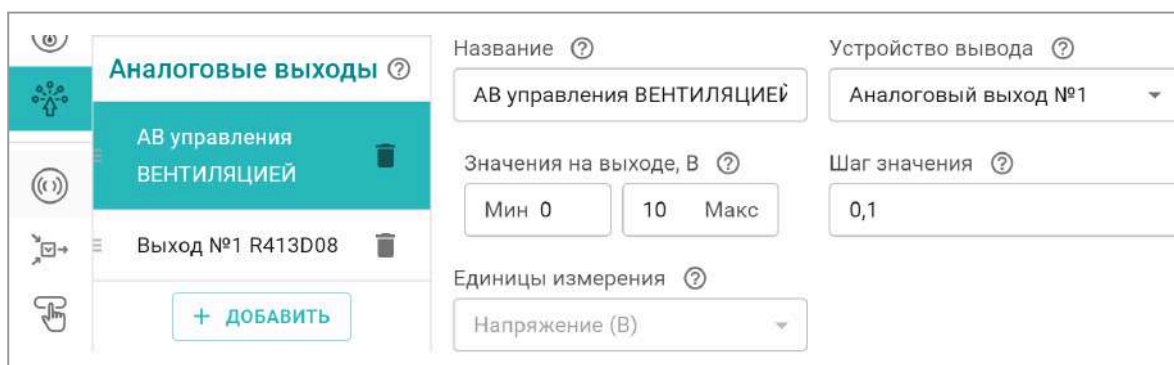 Аналоговые выходы
АВ управления
ВЕНТИЛЯЦИЕЙ
Выход №1 R413D08
+ ДОБАВИТЬ
Название
АВ управления ВЕНТИЛЯЦИЕЙ
Устройство вывода
Аналоговый выход №1
Значения на выходе, В
Мин 0
10 Макс
Шаг значения
0,1
Единицы измерения
Напряжение (В)